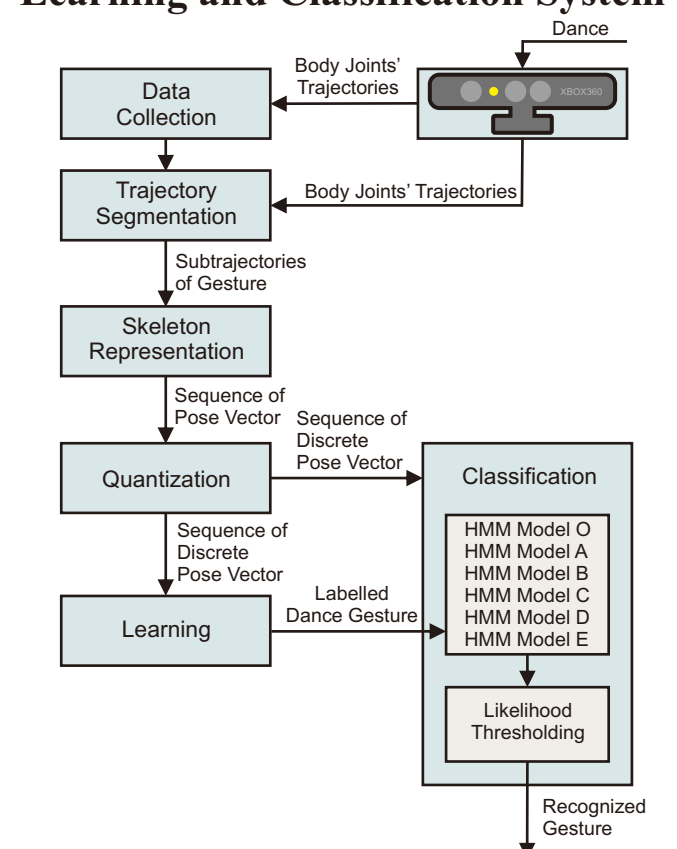 Learning and Classification System
Dance
Body Joints'
Trajectories
XBOX360
Data
Collection
Trajectory
Segmentation
Body Joints' Trajectories
Subtrajectories
of Gesture
Skeleton
Representation
Sequence of
Pose Vector
Sequence of
Discrete
Pose Vector
Quantization
Classification
Sequence of
Discrete
Pose Vector
HMM Model O
HMM Model A
HMM Model B
HMM Model C
HMM Model D
HMM Model E
Labelled
Dance Gesture
Learning
Likelihood
Thresholding
Recognized
Gesture